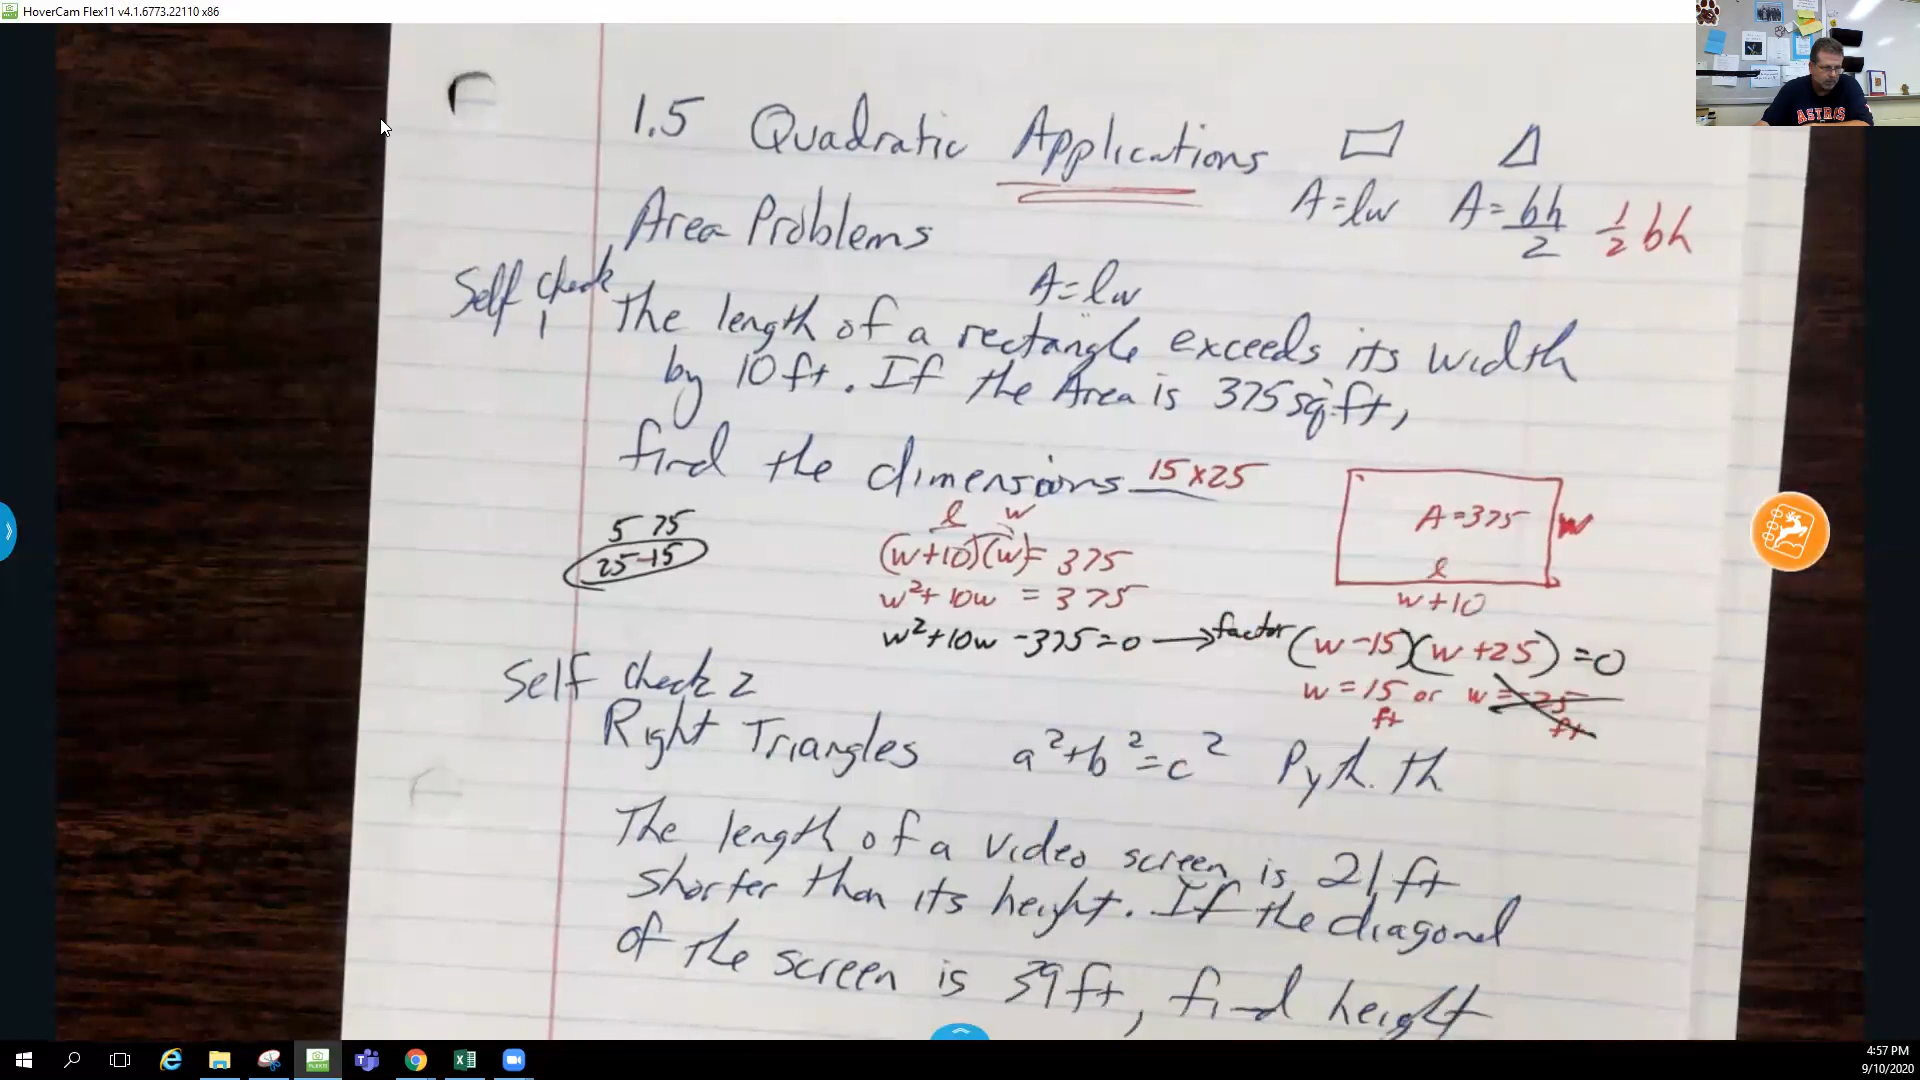 HoverCam Flex11 v4.1.6773.22110 x86
ASTROS
1.5 Quadratic Applications
A=lw A=bh/2 1/2 bh
Area Problems
A=lw
Self Check 1
The length of a rectangle exceeds its width
by 10ft. If the Area is 375 sq.ft,
find the dimensions 15x25
5 75
25-15
l w
(w+10)(w)=375
w²+10w = 375
w²+10w -375=0 → factor (w-15)(w+25)=0
A=375 w
l
w+10
w=15 or w=-25
ft ft
Self Check 2
Right Triangles a²+b²=c² Pyth. th
The length of a video screen is 21ft
shorter than its height. If the diagonal
of the screen is 39ft, find height
FLEX11
4:57 PM
9/10/2020